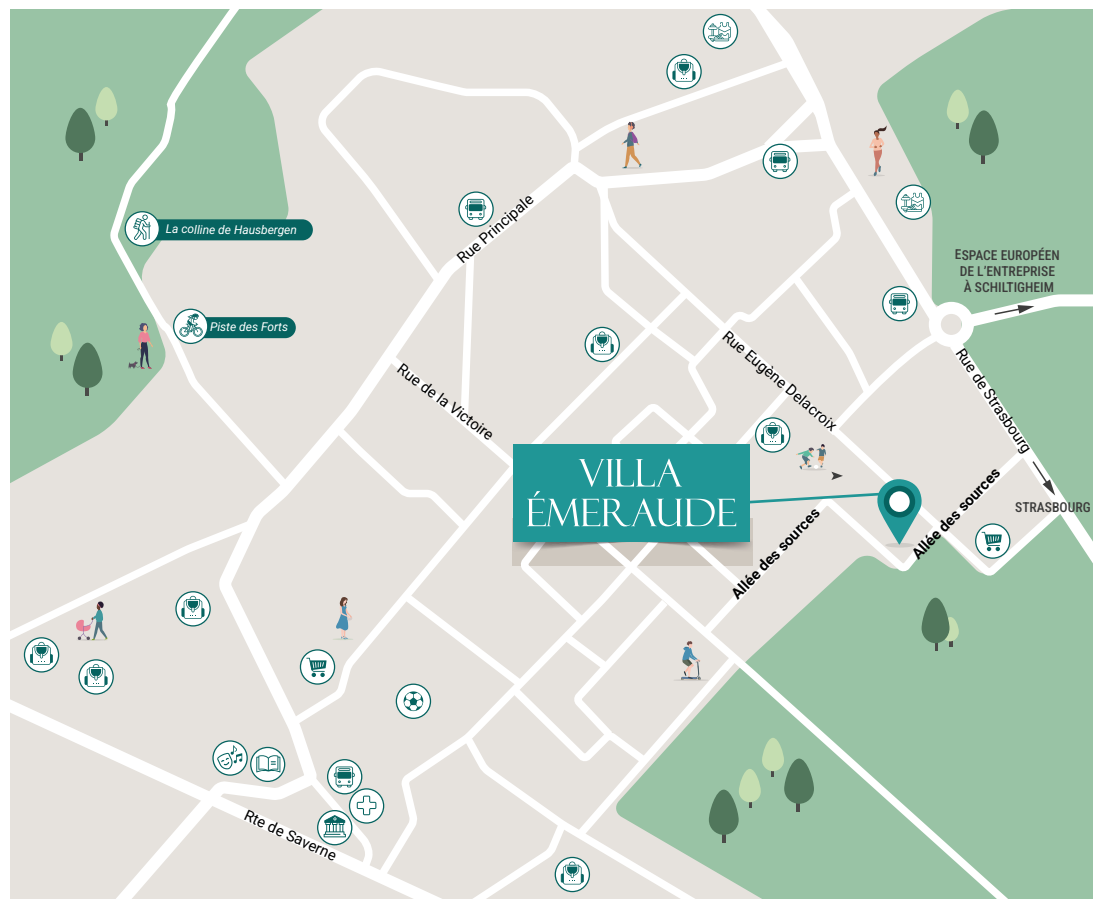 Rue Principale
La colline de Hausbergen
ESPACE EUROPÉEN
DE L'ENTREPRISE
À SCHILTIGHEIM
Piste des Forts
Rue Eugène Delacroix
Rue de Strasbourg
Rue de la Victoire
VILLA
ÉMERAUDE
Allée des sources
STRASBOURG
Allée des sources
Rte de Saverne